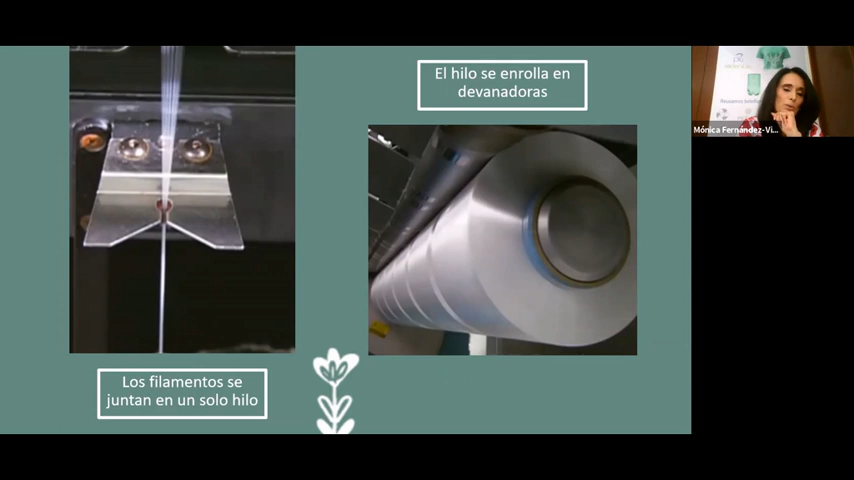 El hilo se enrolla en
devanadoras
Los filamentos se
juntan en un solo hilo
Mónica Fernández-Vi...